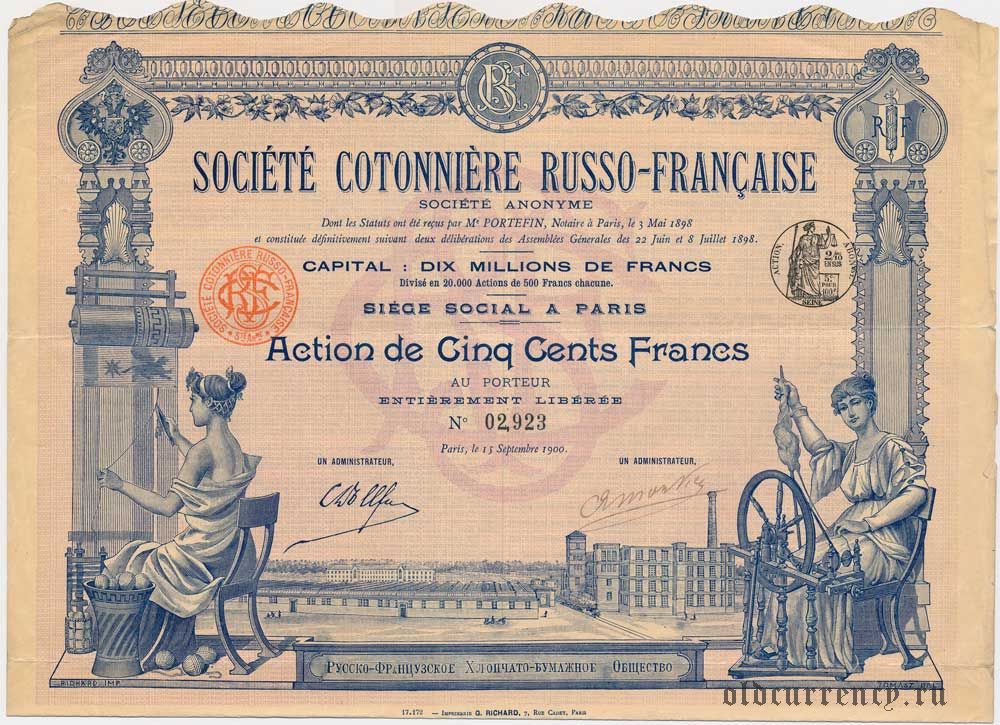 R F
SOCIÉTÉ COTONNIÈRE RUSSO-FRANÇAISE
SOCIÉTÉ ANONYME
Dont les Statuts ont été reçus par Mᵉ PORTEFIN, Notaire à Paris, le 3 Mai 1898
et constituée définitivement suivant deux délibérations des Assemblées Générales des 22 Juin et 8 Juillet 1898.
CAPITAL : DIX MILLIONS DE FRANCS
Divisé en 20.000 Actions de 500 Francs chacune.
SIÉGE SOCIAL A PARIS
SOCIÉTÉ COTONNIÈRE RUSSO-FRANÇAISE
ACTION
SEINE
Action de Cinq Cents Francs
AU PORTEUR
ENTIÈREMENT LIBÉRÉE
N° 02,923
Paris, le 15 Septembre 1900.
UN ADMINISTRATEUR,
UN ADMINISTRATEUR,
Русско-Французское Хлопчато-бумажное Общество
RICHARD IMP.
17.172 — Imprimerie G. RICHARD, 7, Rue Cadet, Paris
oldcurrency.ru